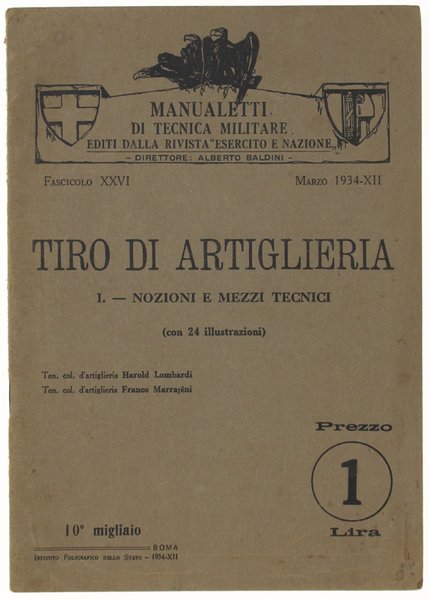 MANUALETTI
DI TECNICA MILITARE
EDITI DALLA RIVISTA "ESERCITO E NAZIONE"
- DIRETTORE: ALBERTO BALDINI -
FASCICOLO XXVI
MARZO 1934-XII
TIRO DI ARTIGLIERIA
I. — NOZIONI E MEZZI TECNICI
(con 24 illustrazioni)
Ten. col. d'artiglieria Harold Lombardi
Ten. col. d'artiglieria Franco Marrasêni
Prezzo
1
Lira
10° migliaio
ROMA
ISTITUTO POLIGRAFICO DELLO STATO - 1934-XII